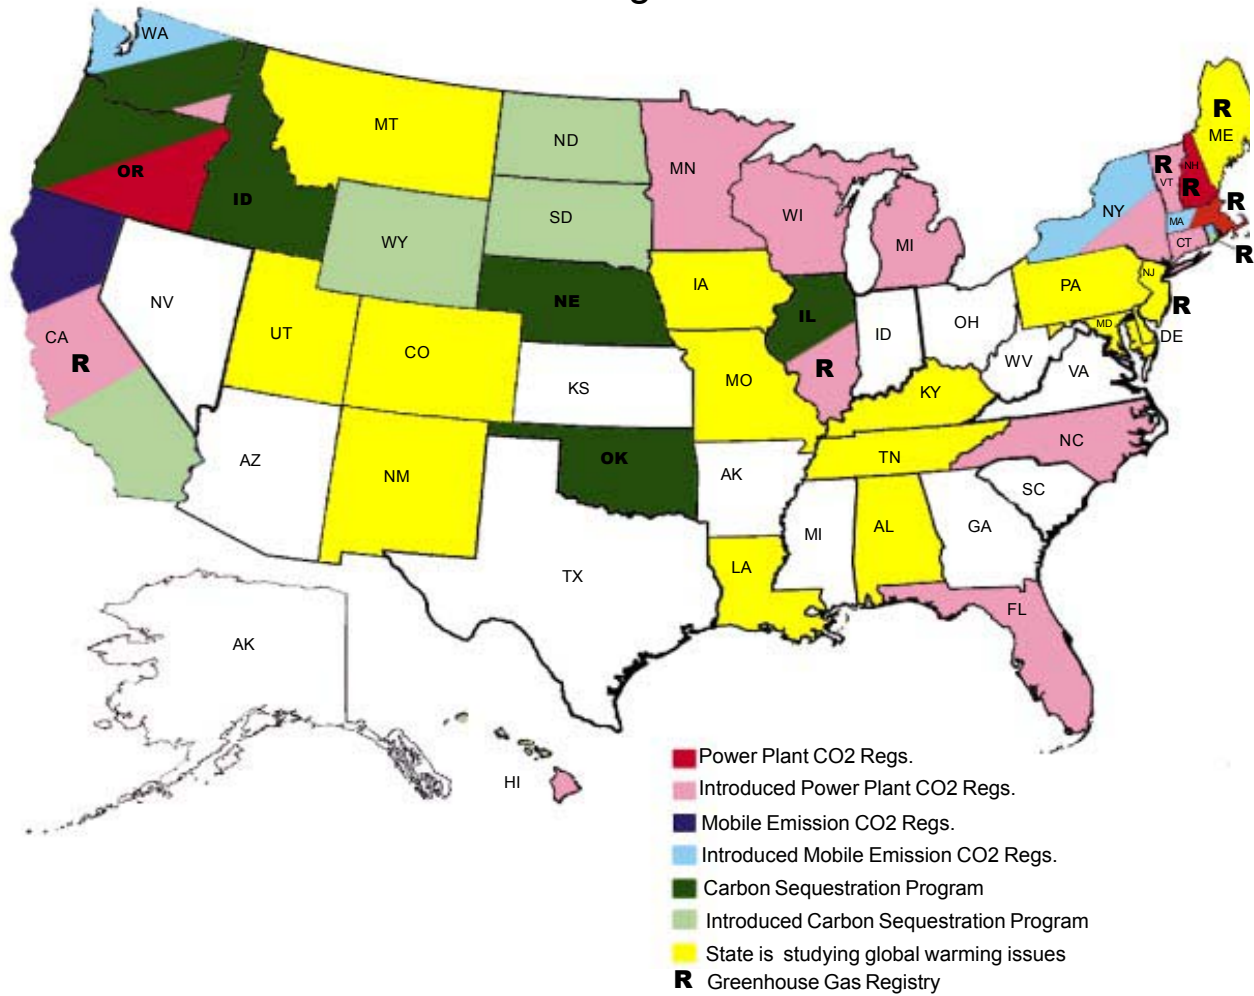 WA
MT
ND
MN
OR
ID
SD
WI
MI
WY
NY
VT
NH
R
ME
R
R
R
MA
CT
R
NV
UT
CO
NE
IA
IL
ID
OH
PA
NJ
R
MD
DE
CA
R
KS
MO
R
KY
WV
VA
AZ
NM
OK
AK
TN
NC
SC
TX
LA
MI
AL
GA
FL
AK
HI
Power Plant CO2 Regs.
Introduced Power Plant CO2 Regs.
Mobile Emission CO2 Regs.
Introduced Mobile Emission CO2 Regs.
Carbon Sequestration Program
Introduced Carbon Sequestration Program
State is studying global warming issues
R Greenhouse Gas Registry